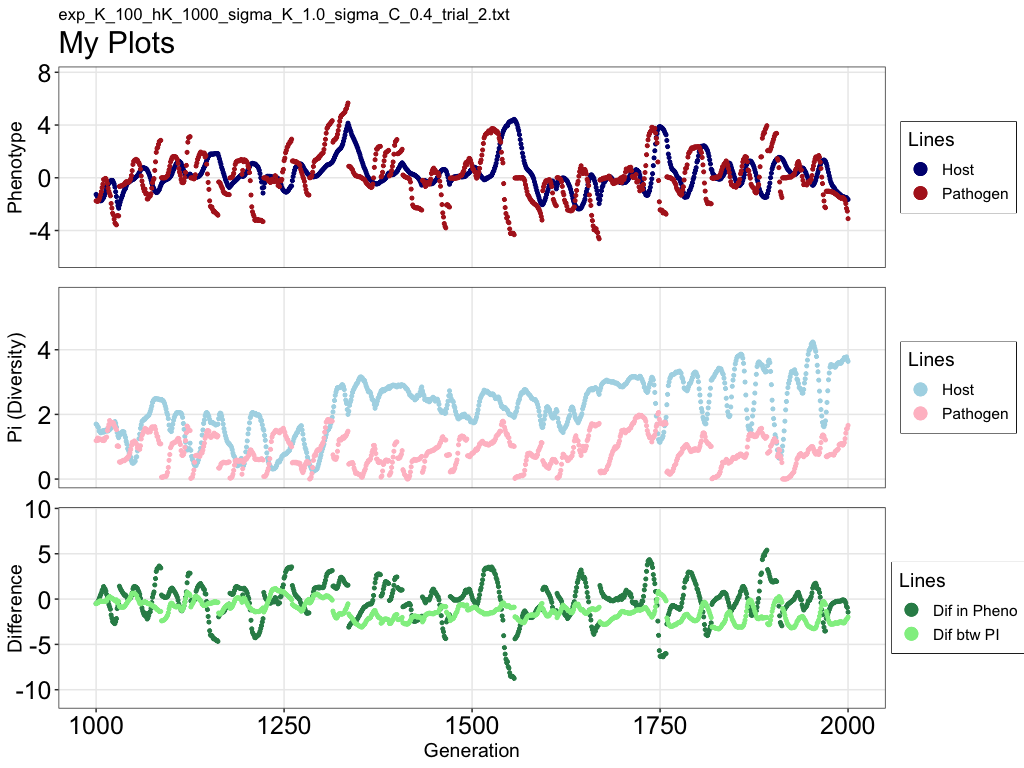 exp_K_100_hK_1000_sigma_K_1.0_sigma_C_0.4_trial_2.txt
My Plots
Phenotype
8
4
0
-4
Lines
Host
Pathogen
Pi (Diversity)
4
2
0
Lines
Host
Pathogen
Difference
10
5
0
-5
-10
Lines
Dif in Pheno
Dif btw PI
1000 1250 1500 1750 2000
Generation